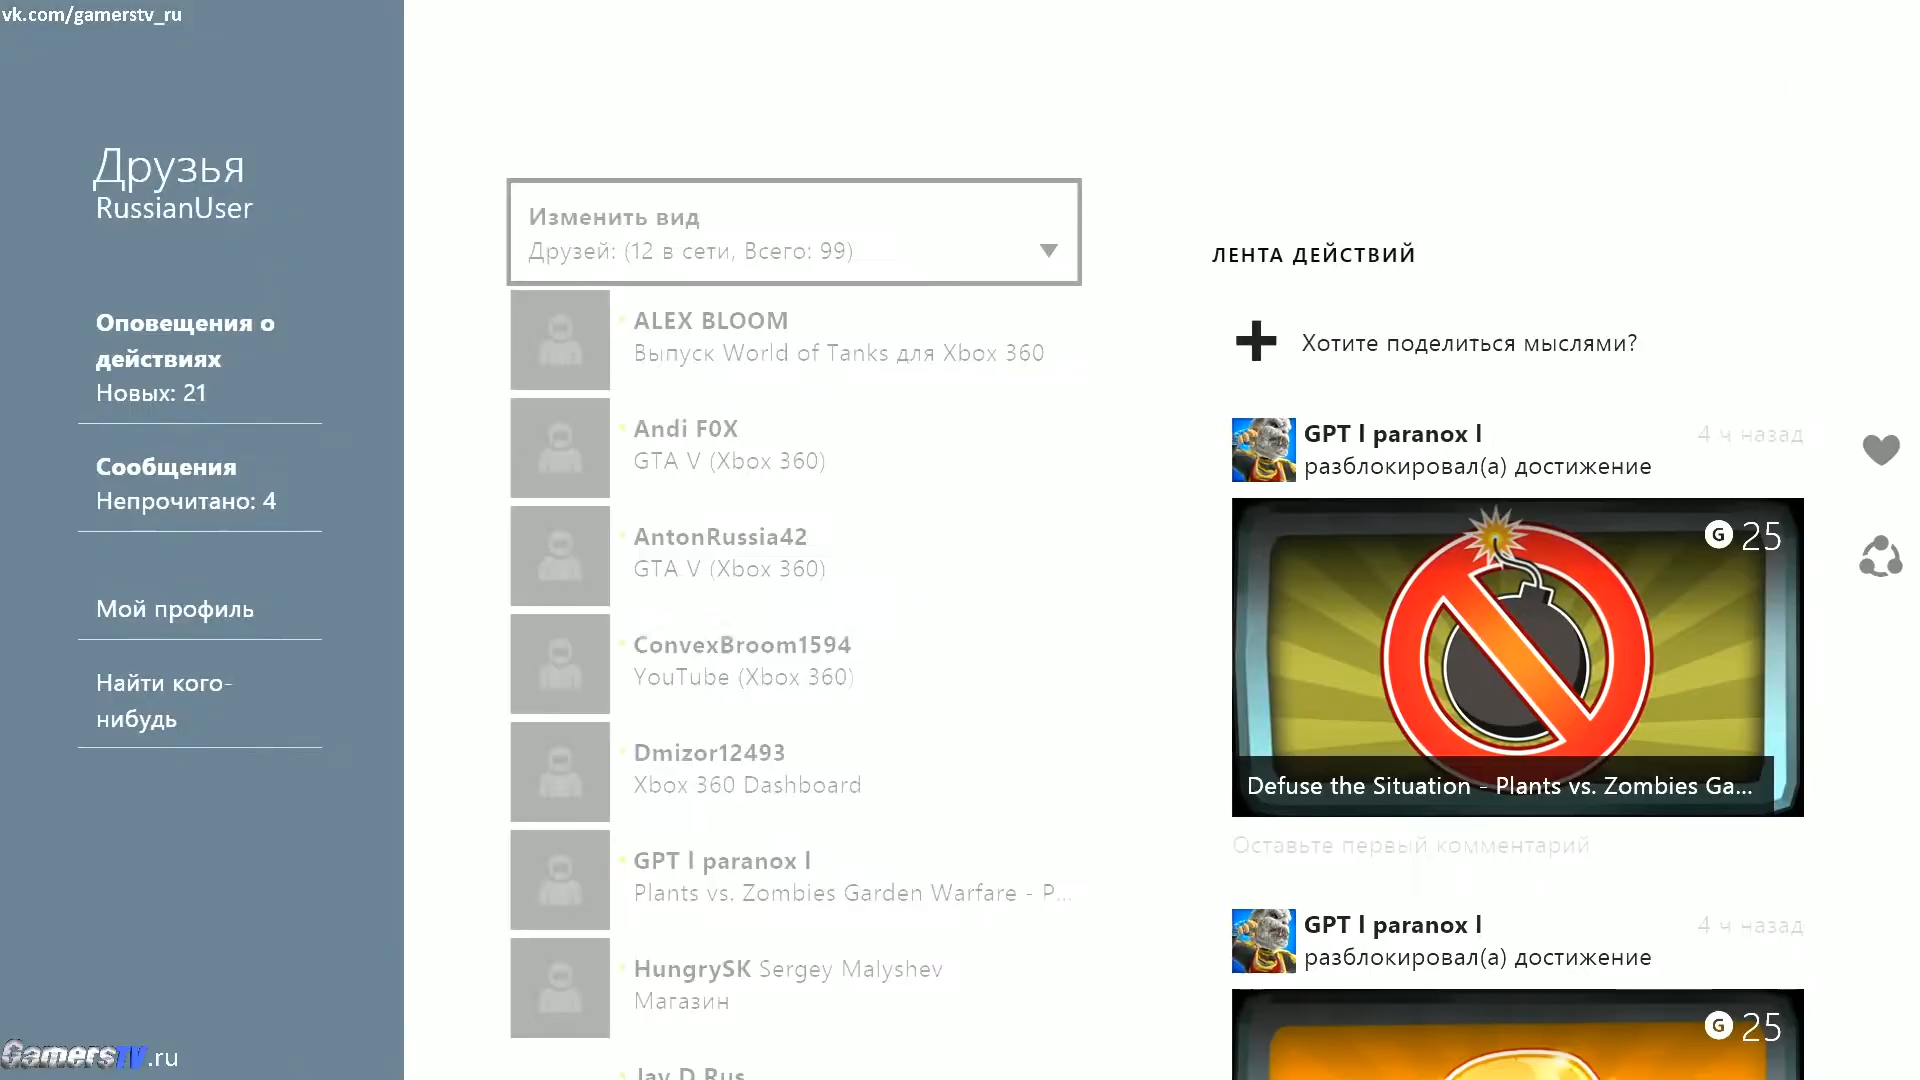 vk.com/gamerstv_ru
Друзья
RussianUser
Оповещения о
действиях
Новых: 21
Сообщения
Непрочитано: 4
Мой профиль
Найти кого-
нибудь
GamersTV.ru
Изменить вид
Друзей: (12 в сети, Всего: 99)
ALEX BLOOM
Выпуск World of Tanks для Xbox 360
Andi F0X
GTA V (Xbox 360)
AntonRussia42
GTA V (Xbox 360)
ConvexBroom1594
YouTube (Xbox 360)
Dmizor12493
Xbox 360 Dashboard
GPT l paranox l
Plants vs. Zombies Garden Warfare - P...
HungrySK Sergey Malyshev
Магазин
Jay D Rus
ЛЕНТА ДЕЙСТВИЙ
Хотите поделиться мыслями?
GPT l paranox l
4 ч назад
разблокировал(а) достижение
G 25
Defuse the Situation - Plants vs. Zombies Ga...
Оставьте первый комментарий
GPT l paranox l
4 ч назад
разблокировал(а) достижение
G 25